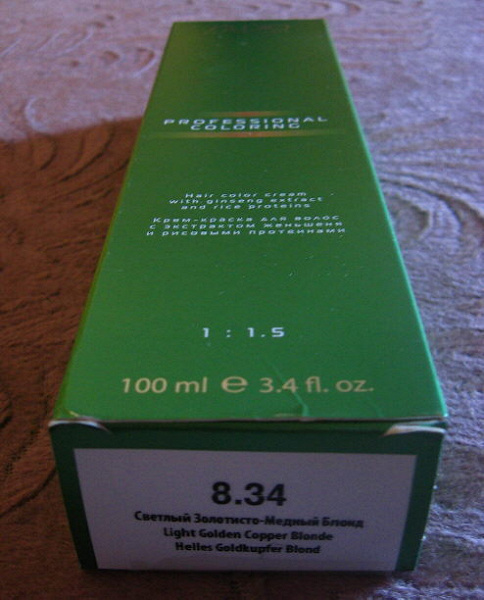 PROFESSIONAL
COLORING
Hair color cream
with ginseng extract
and rice proteins
Крем-краска для волос
с экстрактом женьшеня
и рисовыми протеинами
1 : 1.5
100 ml e 3.4 fl. oz.
8.34
Светлый Золотисто-Медный Блонд
Light Golden Copper Blonde
Helles Goldkupfer Blond